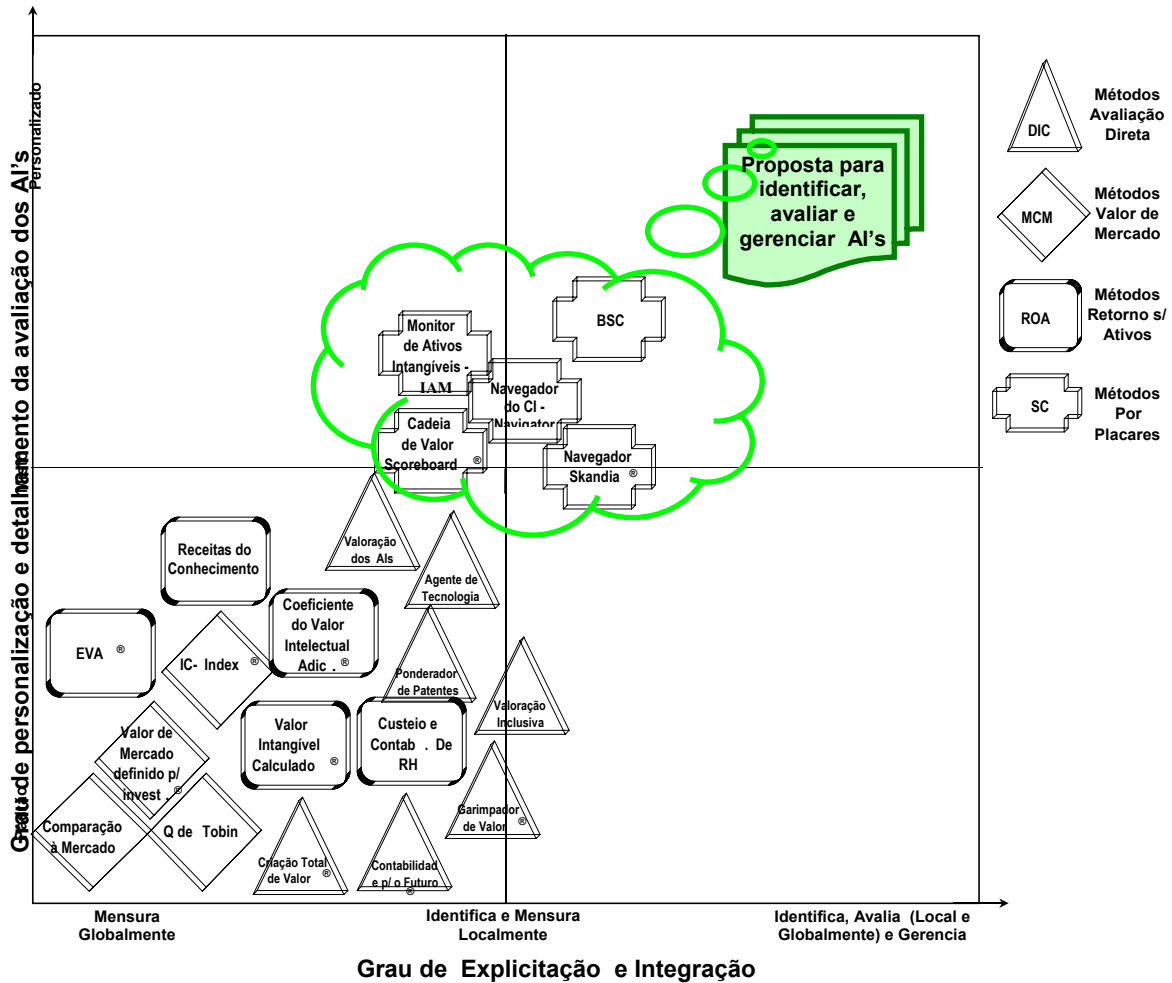 Grau de personalização e detalhamento da avaliação dos AI's
Personalizado
Proposta para
identificar,
avaliar e
gerenciar AI's
BSC
Monitor
de Ativos
Intangíveis -
IAM
Navegador
do CI -
Navigator
Cadeia
de Valor
Scoreboard ®
Navegador
Skandia ®
Valoração
dos AIs
Receitas do
Conhecimento
Agente de
Tecnologia
Coeficiente
do Valor
Intelectual
Adic . ®
EVA ®
IC- Index ®
Ponderador
de Patentes
Valoração
Inclusiva
Valor de
Mercado
definido p/
invest . ®
Valor
Intangível
Calculado ®
Custeio e
Contab . De
RH
Garimpador
de Valor ®
Comparação
à Mercado
Q de Tobin
Criação Total
de Valor ®
Contabilidad
e p/ o Futuro
®
Mensura
Globalmente
Identifica e Mensura
Localmente
Identifica, Avalia (Local e
Globalmente) e Gerencia
Grau de Explicitação e Integração
DIC
Métodos
Avaliação
Direta
MCM
Métodos
Valor de
Mercado
ROA
Métodos
Retorno s/
Ativos
SC
Métodos
Por
Placares